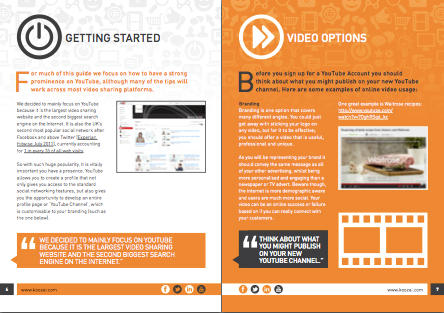 GETTING STARTED
For much of this guide we focus on how to have a strong
prominence on YouTube, although many of the tips will
work across most video sharing platforms.
We decided to mainly focus on YouTube
because it is the largest video sharing
website and the second biggest search
engine on the Internet. It is also the UK's
second most popular social network after
Facebook and above Twitter (Experian
Hitwise July 2011), currently accounting
for 1 in every 35 of all web visits.
So with such huge popularity, it is vitally
important you have a presence. YouTube
allows you to create a profile that not
only gives you access to the standard
social networking features, but also gives
you the opportunity to develop an entire
profile page or 'YouTube Channel', which
is customisable to your branding (such as
the one below).
"WE DECIDED TO MAINLY FOCUS ON YOUTUBE
BECAUSE IT IS THE LARGEST VIDEO SHARING
WEBSITE AND THE SECOND BIGGEST SEARCH
ENGINE ON THE INTERNET."
6
www.koozai.com
VIDEO OPTIONS
Before you sign up for a YouTube Account you should
think about what you might publish on your new YouTube
channel. Here are some examples of online video usage:
Branding
Branding is one option that covers
many different angles. You could just
get away with sticking your logo on
any video, but for it to be effective,
you should offer a video that is useful,
professional and unique.
As you will be representing your brand it
should convey the same message as all
of your other advertising, whilst being
more personalised and engaging than a
newspaper or TV advert. Beware though,
the internet is more demographic aware
and users are much more social. Your
video can be an online success or failure
based on if you can really connect with
your customers.
One great example is Waitrose recipes:
http://www.youtube.com/
"THINK ABOUT WHAT
YOU MIGHT PUBLISH
ON YOUR NEW
YOUTUBE CHANNEL."
www.koozai.com
7